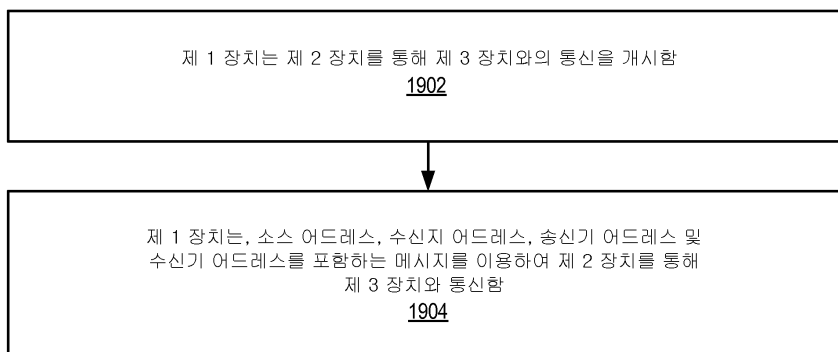 제 1 장치는 제 2 장치를 통해 제 3 장치와의 통신을 개시함
1902
제 1 장치는, 소스 어드레스, 수신지 어드레스, 송신기 어드레스 및
수신기 어드레스를 포함하는 메시지를 이용하여 제 2 장치를 통해
제 3 장치와 통신함
1904